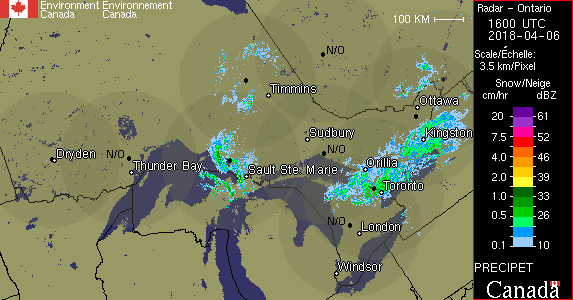 Environment Environnement
Canada Canada
100 KM
N/O
Timmins
Ottawa
Kingston
Sudbury
N/O
Dryden
N/O
Thunder Bay
Sault Ste. Marie
Orillia
Toronto
N/O
London
Windsor
Radar - Ontario
1600 UTC
2018-04-06
Scale/Échelle:
3.5 km/Pixel
Snow/Neige
cm/hr dBZ
20 61
10 57
7.5 52
4.0 46
2.0 39
1.0 33
0.5 26
0.1 10
PRECIPET
Canada